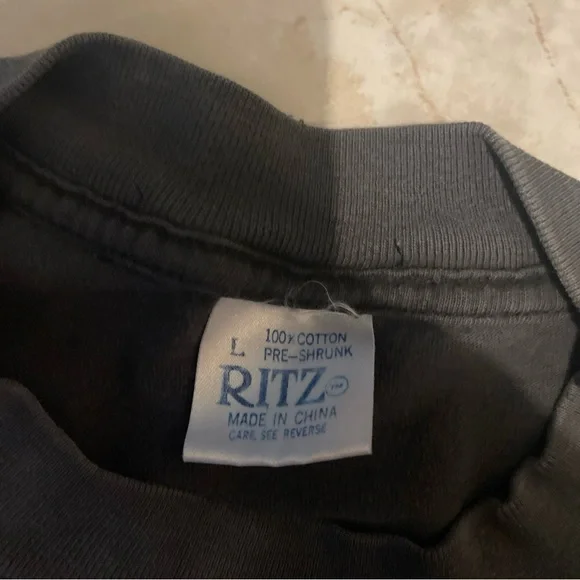 L 100% COTTON
PRE-SHRUNK
RITZ
MADE IN CHINA
CARE SEE REVERSE